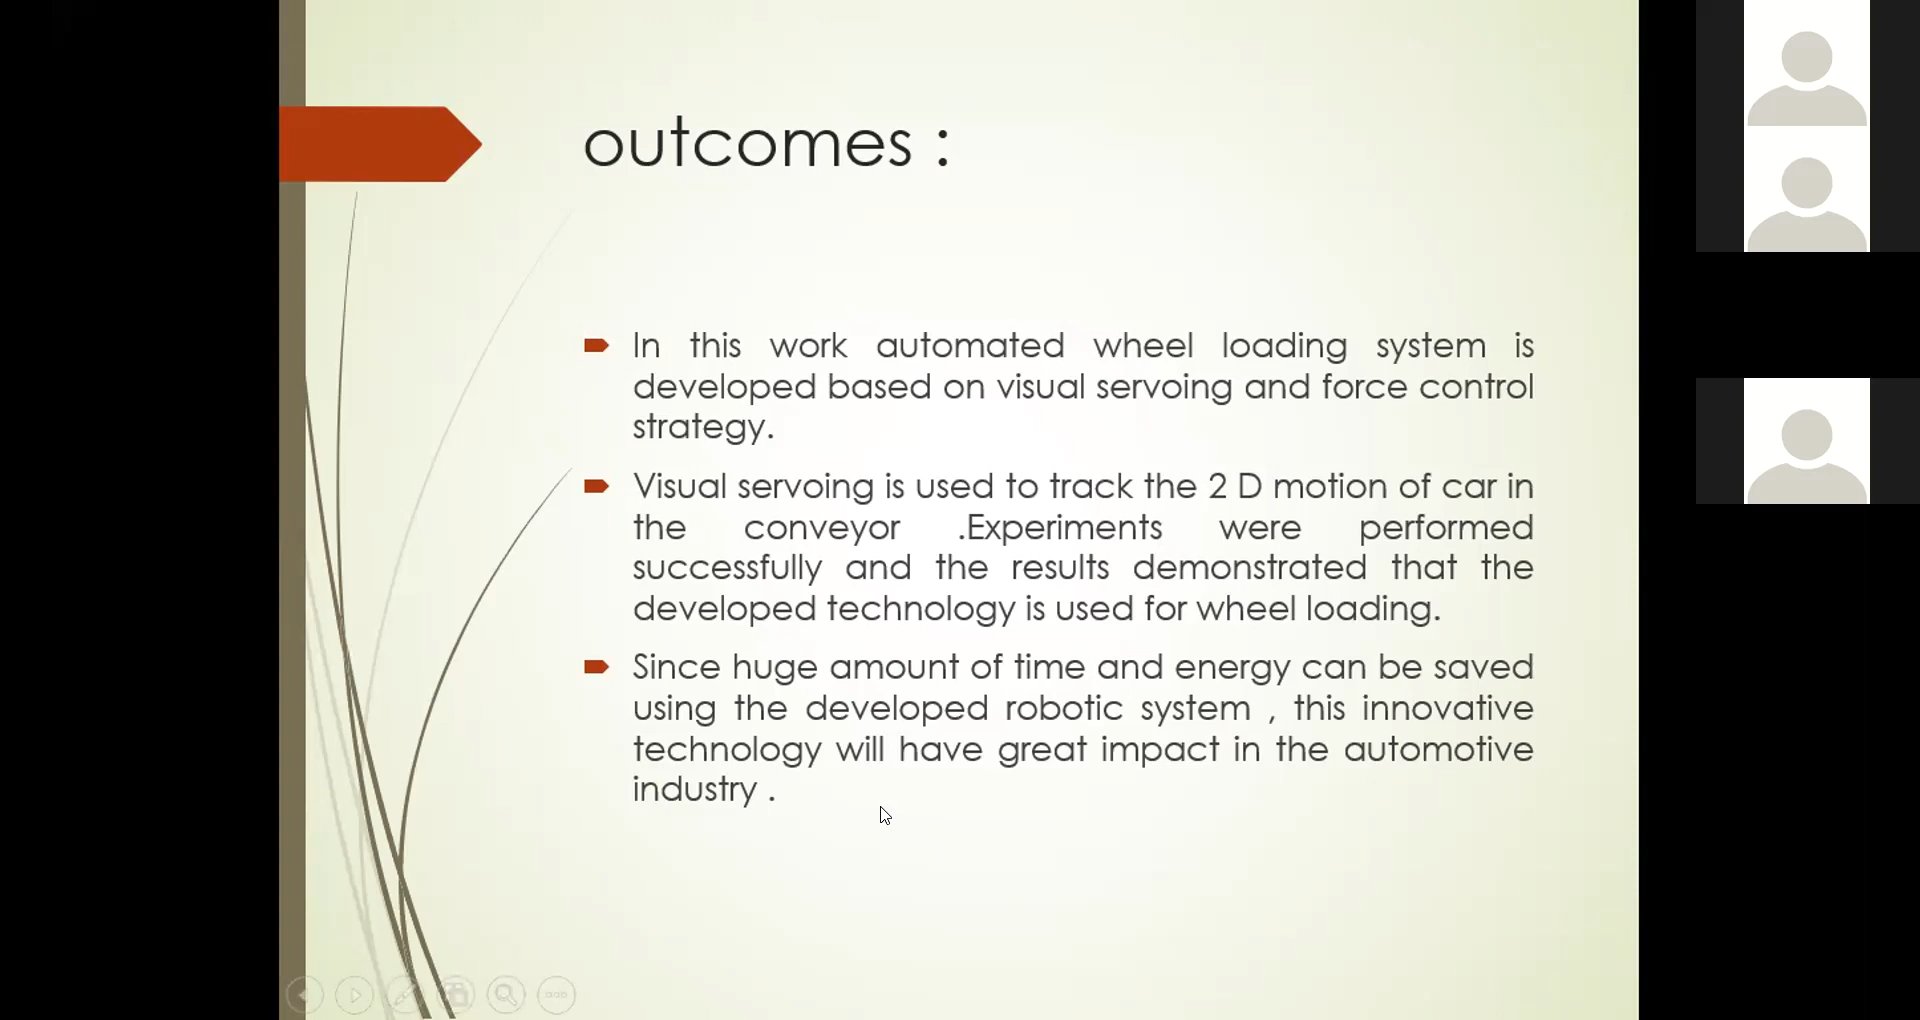 outcomes :
In this work automated wheel loading system is
developed based on visual servoing and force control
strategy.
Visual servoing is used to track the 2 D motion of car in
the conveyor .Experiments were performed
successfully and the results demonstrated that the
developed technology is used for wheel loading.
Since huge amount of time and energy can be saved
using the developed robotic system , this innovative
technology will have great impact in the automotive
industry .